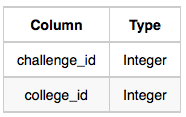 Column Type
challenge_id Integer
college_id Integer